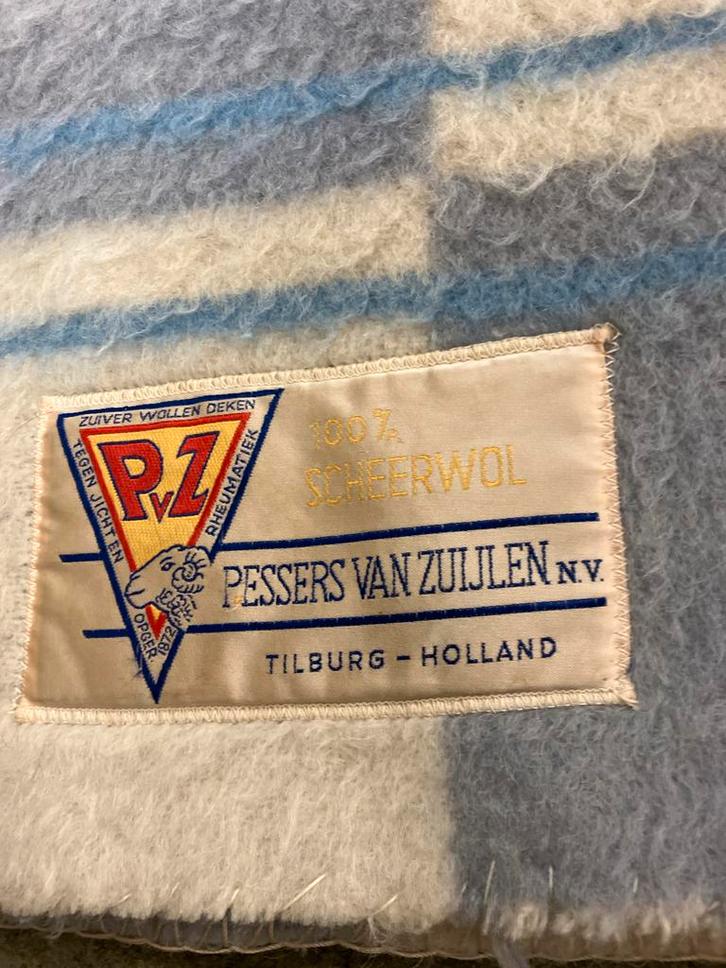 ZUIVER WOLLEN DEKEN
TEGEN JICHT EN
RHEUMATIEK
PvZ
OPGER.
1872
100%
SCHEERWOL
PESSERS VAN ZUIJLEN N.V.
TILBURG - HOLLAND